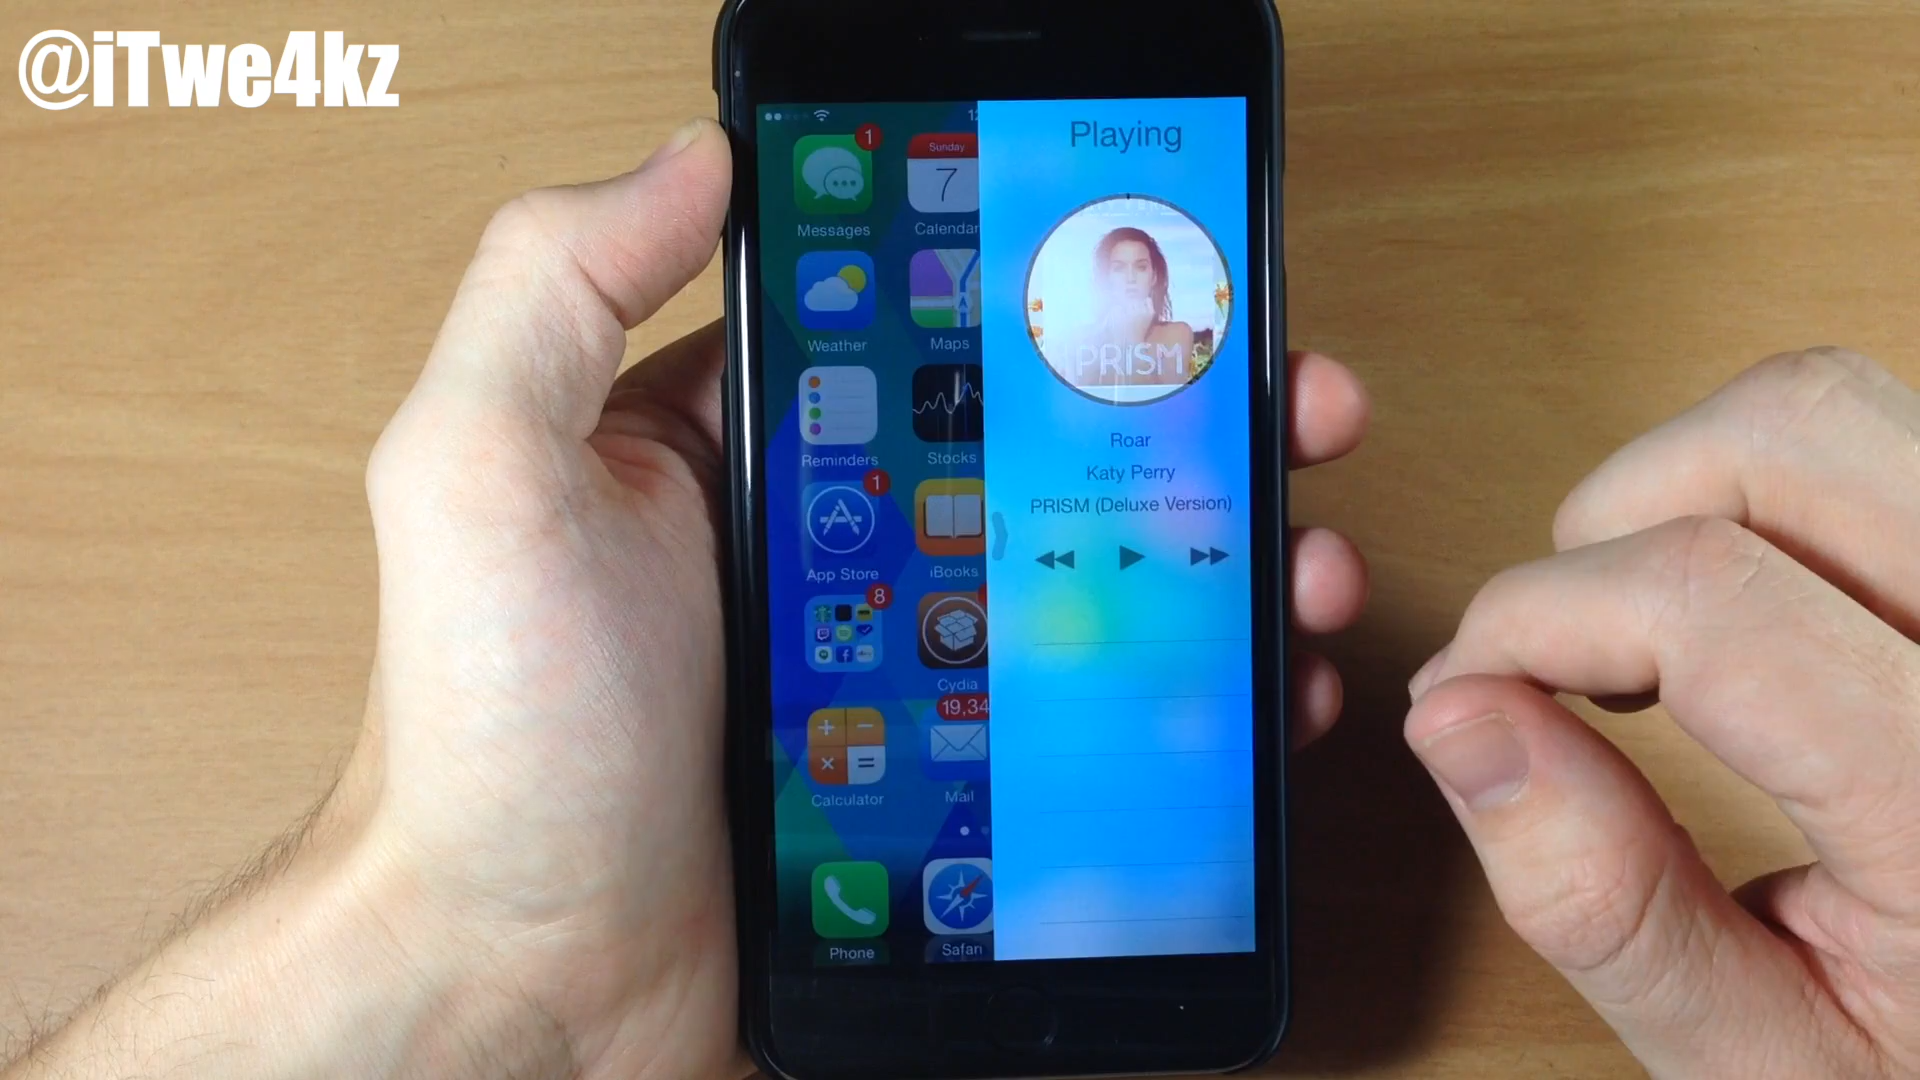 @iTwe4kz
Playing
1
Sunday
7
Messages
Calendar
Weather
Maps
PRISM
Reminders
Stocks
Roar
Katy Perry
PRISM (Deluxe Version)
1
App Store
iBooks
8
Cydia
19,34
Calculator
Mail
Phone
Safari